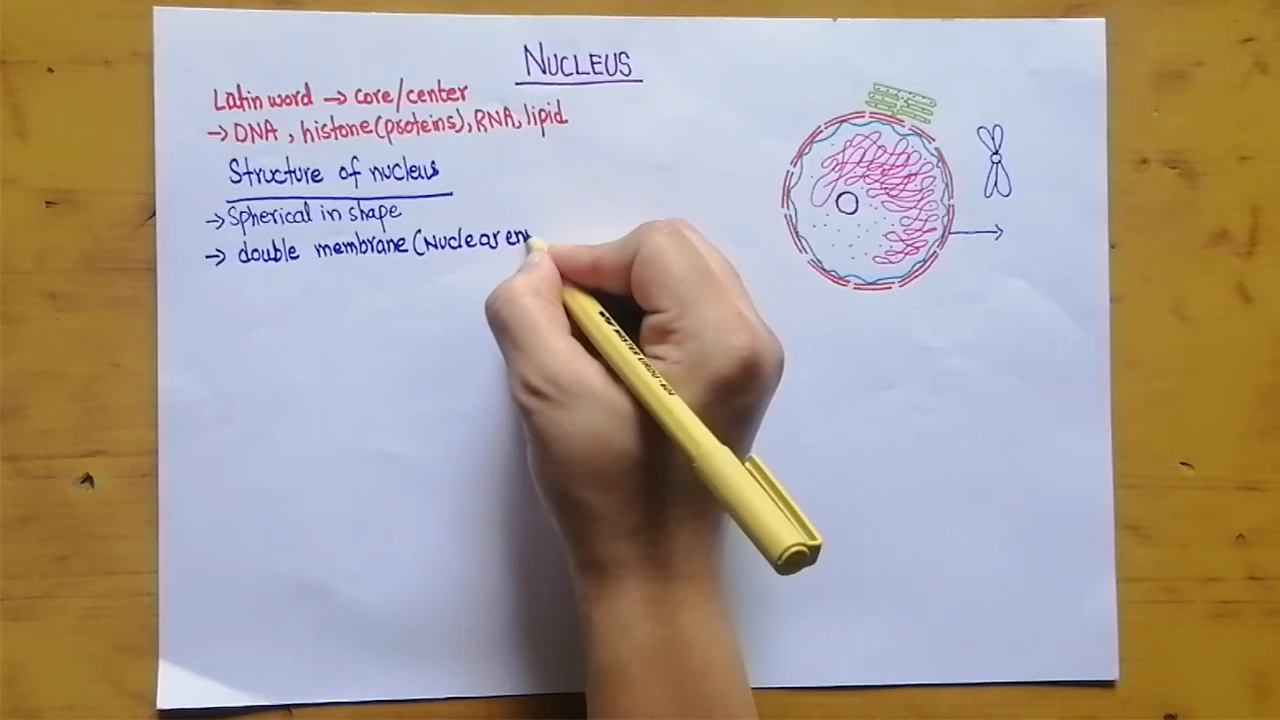 NUCLEUS
Latin word → core/center
→ DNA, histone(proteins), RNA, lipid
Structure of nucleus
→ Spherical in shape
→ double membrane (Nuclear en